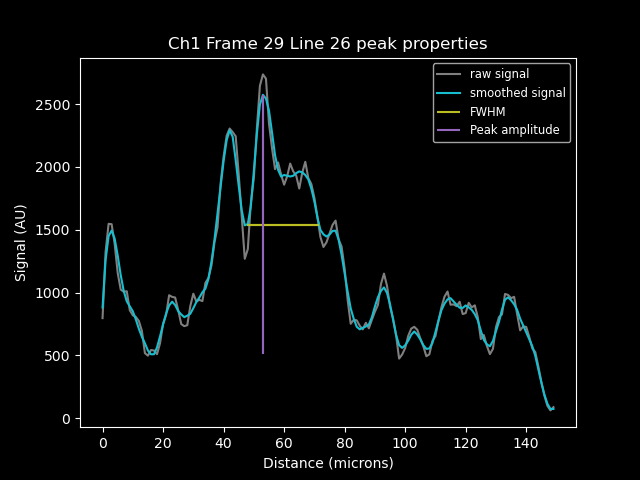 Ch1 Frame 29 Line 26 peak properties
raw signal
smoothed signal
FWHM
Peak amplitude
Signal (AU)
2500
2000
1500
1000
500
0
0 20 40 60 80 100 120 140
Distance (microns)